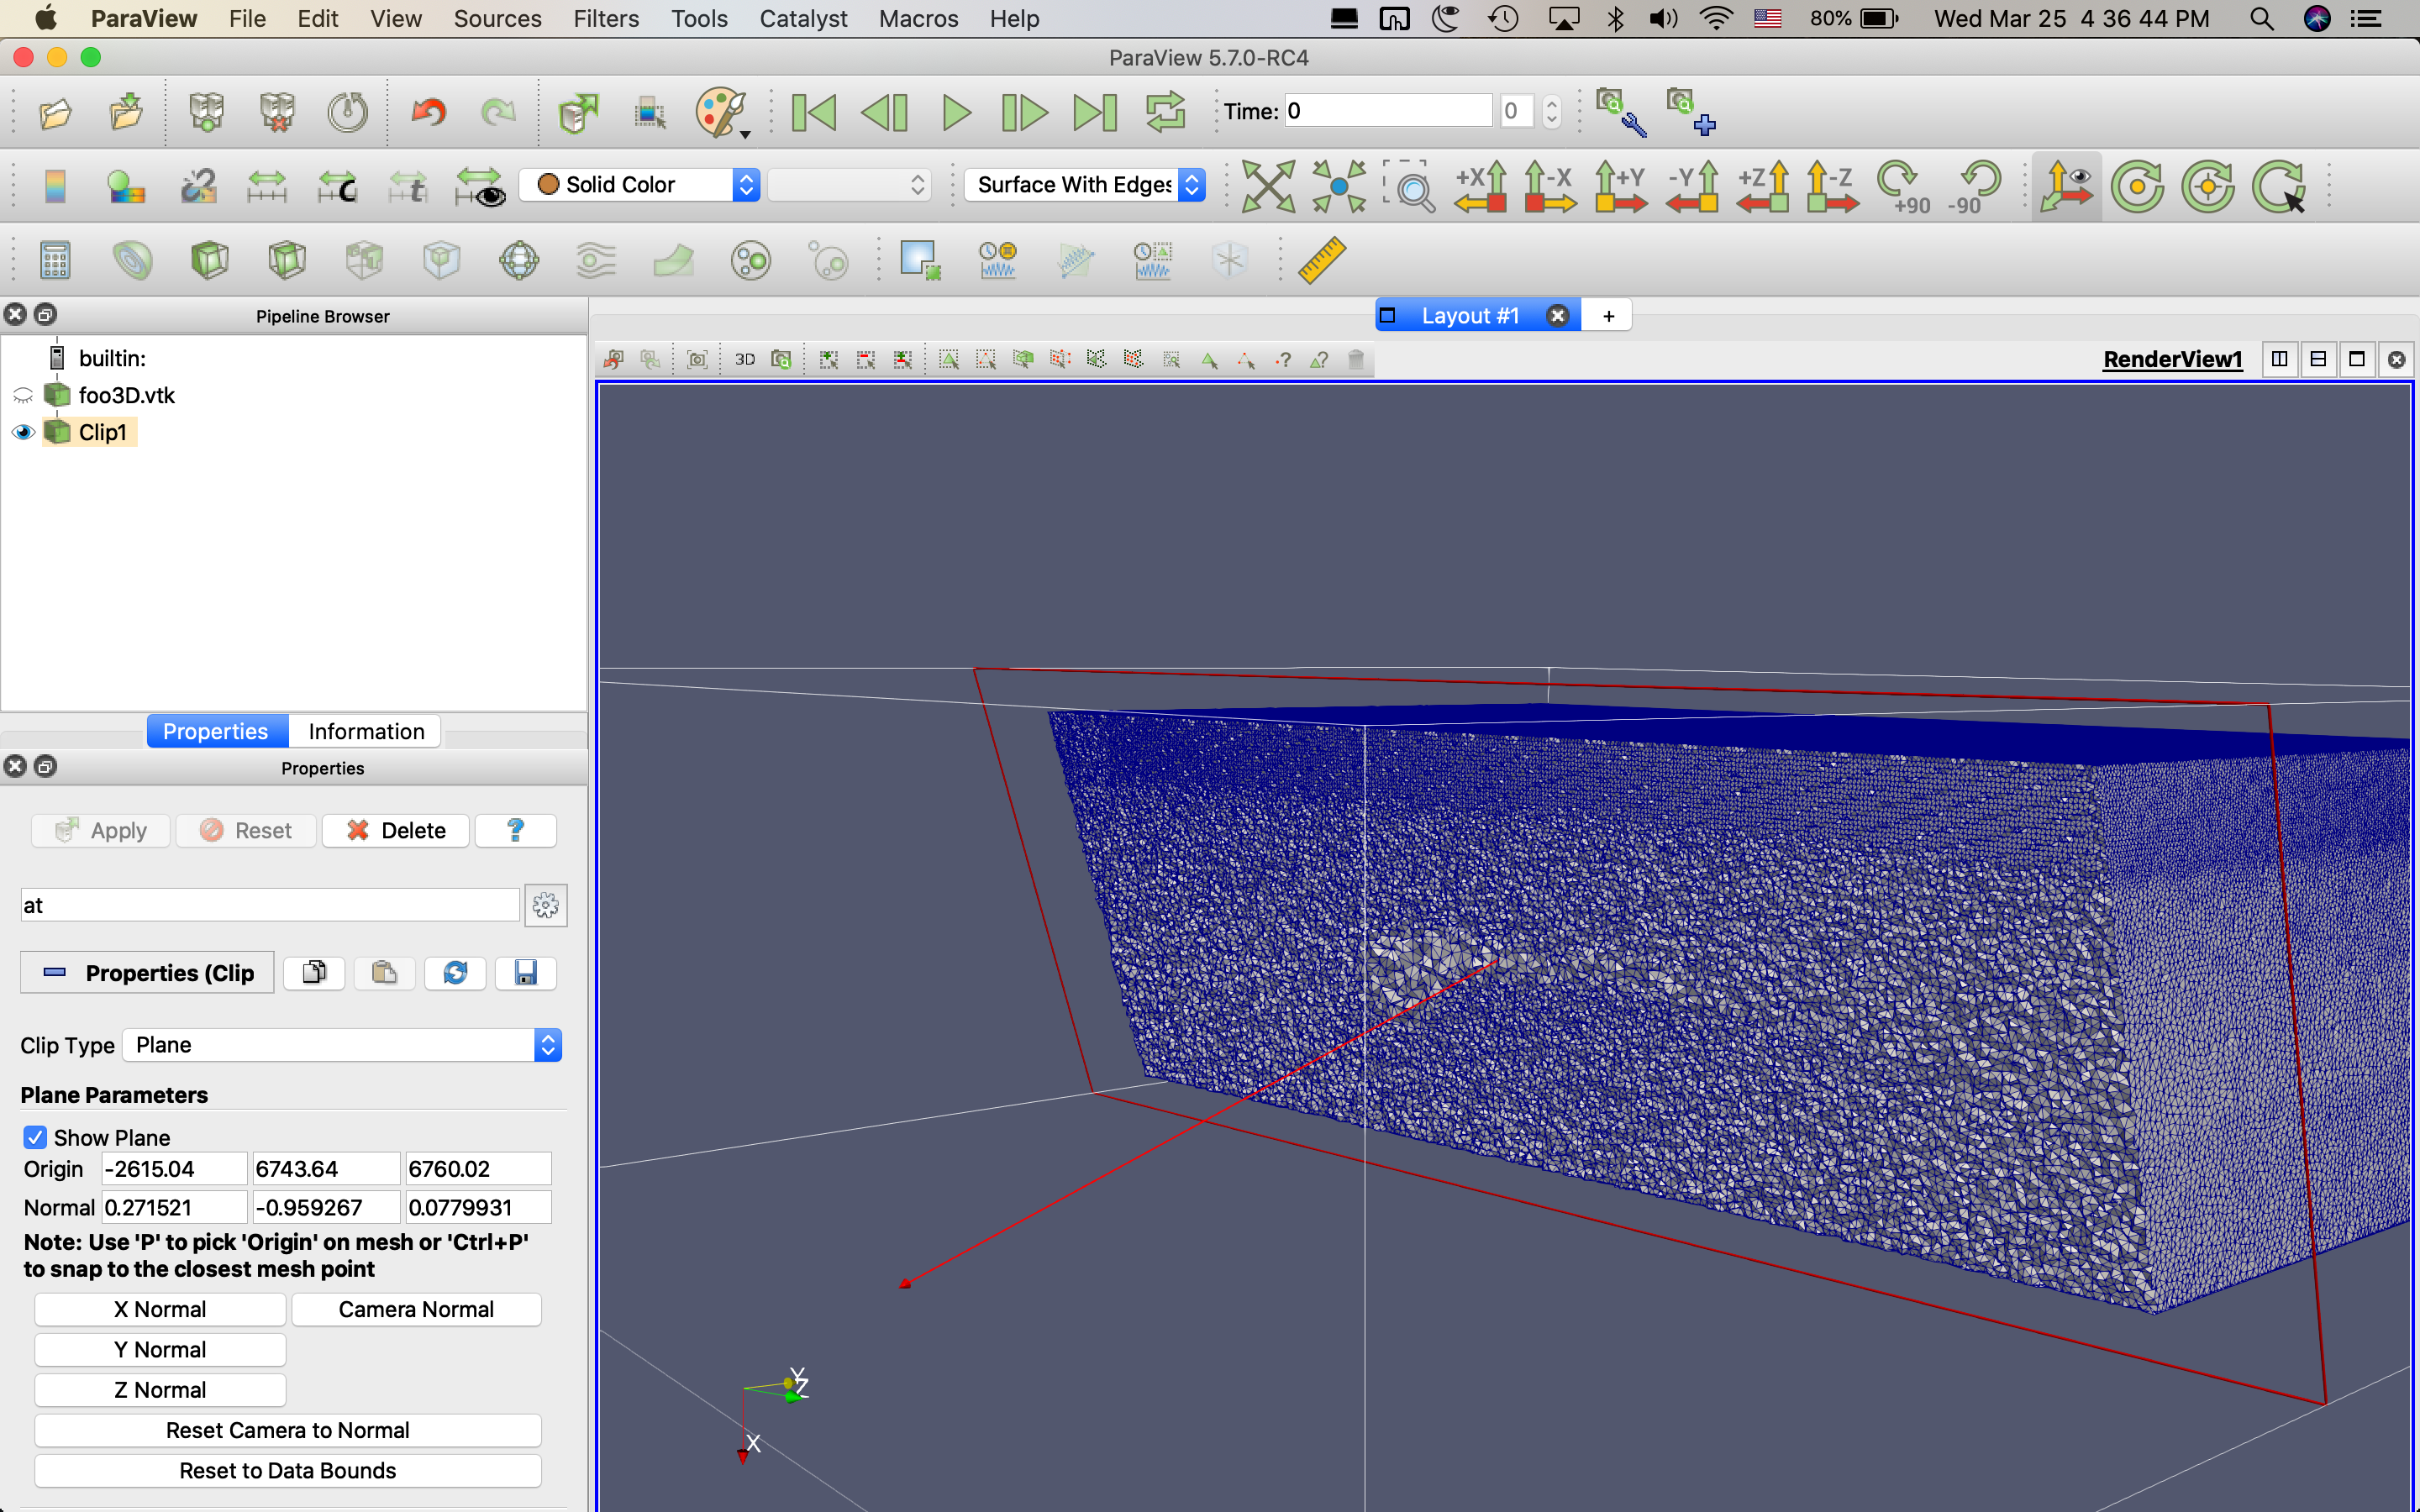 ParaView File Edit View Sources Filters Tools Catalyst Macros Help 80% Wed Mar 25 4 36 44 PM
ParaView 5.7.0-RC4
Time: 0 0
C t Solid Color Surface With Edges +X -X +Y -Y +Z -Z +90 -90
Pipeline Browser
Layout #1 +
builtin:
3D ? ? RenderView1
foo3D.vtk
Clip1
Properties Information
Properties
Apply Reset Delete ?
at
Properties (Clip
Clip Type Plane
Plane Parameters
Show Plane
Origin -2615.04 6743.64 6760.02
Normal 0.271521 -0.959267 0.0779931
Note: Use 'P' to pick 'Origin' on mesh or 'Ctrl+P'
to snap to the closest mesh point
X Normal Camera Normal
Y Normal
Z Normal
Reset Camera to Normal
Reset to Data Bounds
Y
Z
X